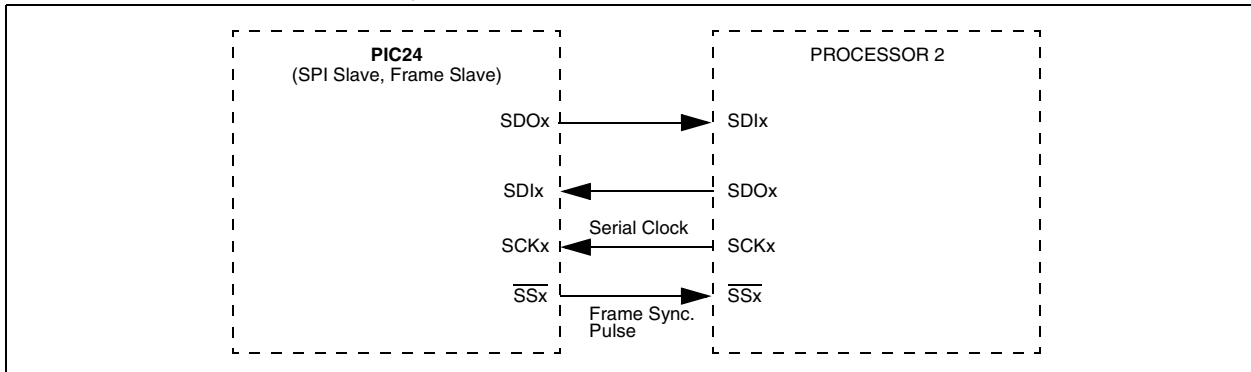 PIC24
(SPI Slave, Frame Slave)
PROCESSOR 2
SDOx
SDIx
SDIx
SDOx
Serial Clock
SCKx
SCKx
SSx
SSx
Frame Sync.
Pulse